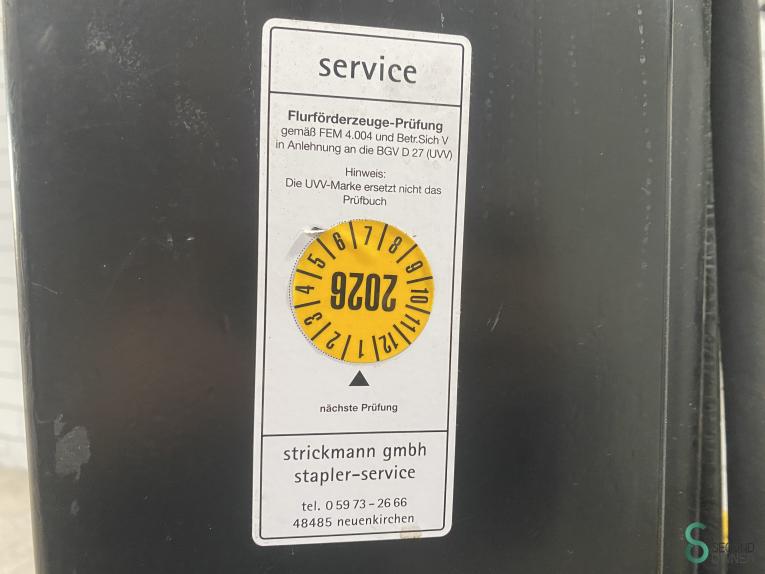 service
Flurförderzeuge-Prüfung
gemäß FEM 4.004 und Betr.Sich V
in Anlehnung an die BGV D 27 (UVV)
Hinweis:
Die UVV-Marke ersetzt nicht das
Prüfbuch
1 2 3 4 5 6 7 8 9 10 11 12
2026
nächste Prüfung
strickmann gmbh
stapler-service
tel. 0 59 73 - 26 66
48485 neuenkirchen
SECOND
OWNER